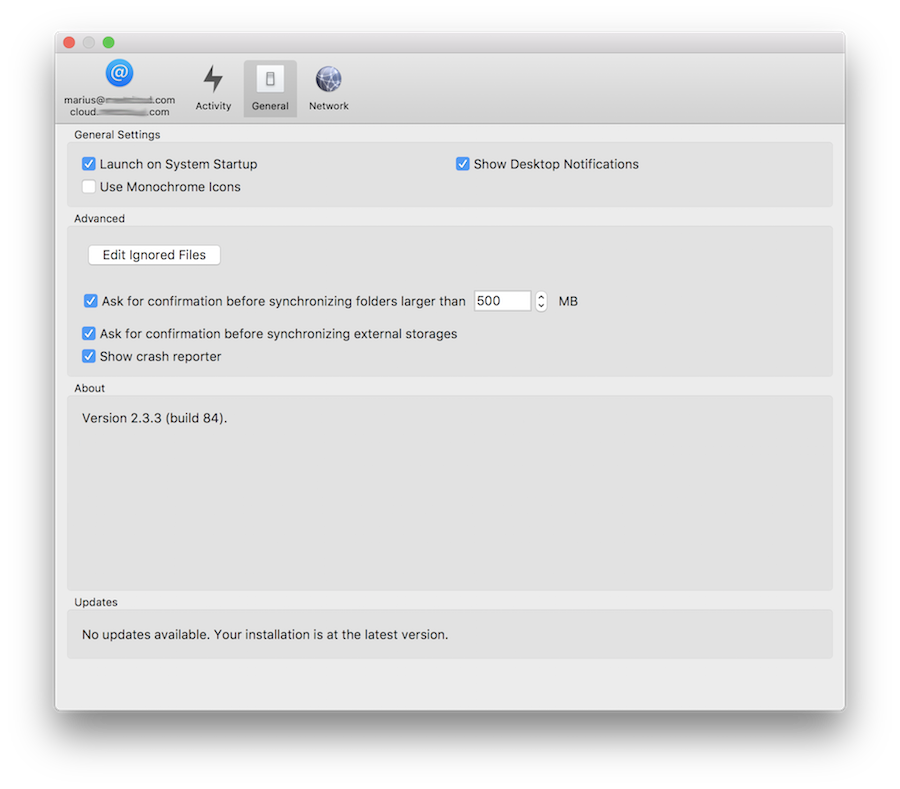 @
marius@ .com
cloud. .com
Activity
General
Network
General Settings
Launch on System Startup
Show Desktop Notifications
Use Monochrome Icons
Advanced
Edit Ignored Files
Ask for confirmation before synchronizing folders larger than 500 MB
Ask for confirmation before synchronizing external storages
Show crash reporter
About
Version 2.3.3 (build 84).
Updates
No updates available. Your installation is at the latest version.